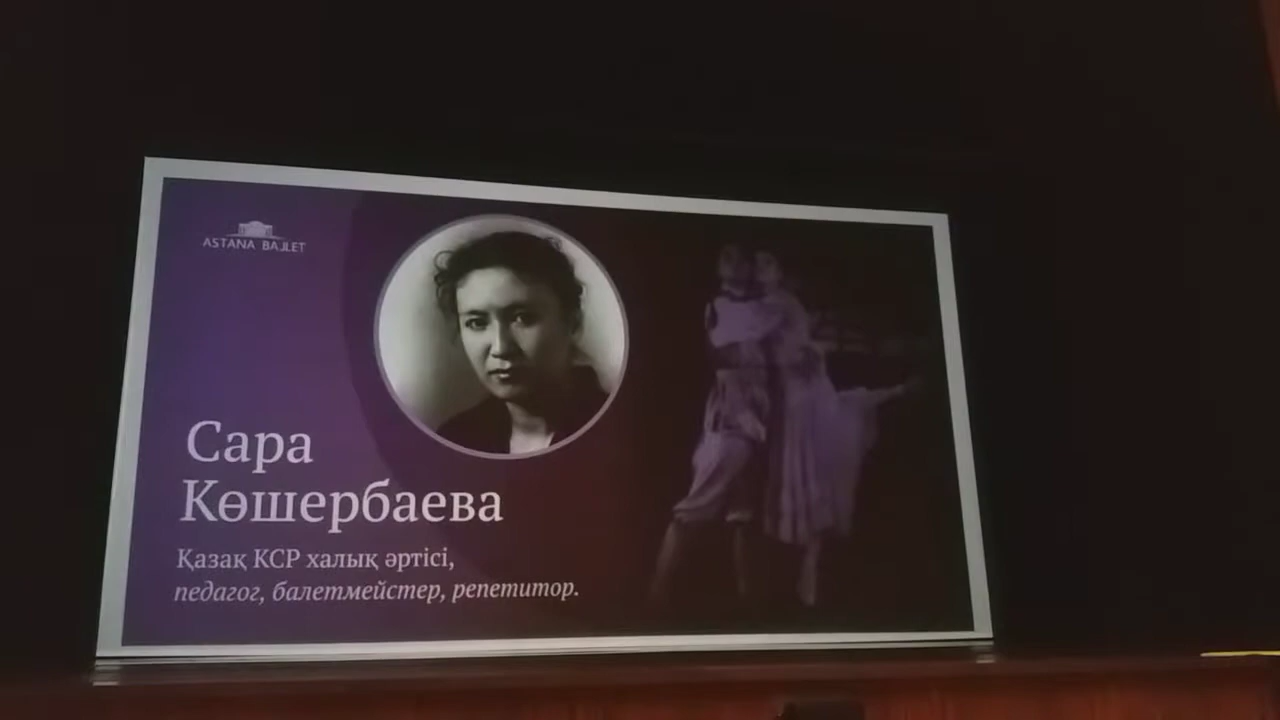 ASTANA BALLET
Сара
Көшербаева
Қазақ КСР халық әртісі,
педагог, балетмейстер, репетитор.